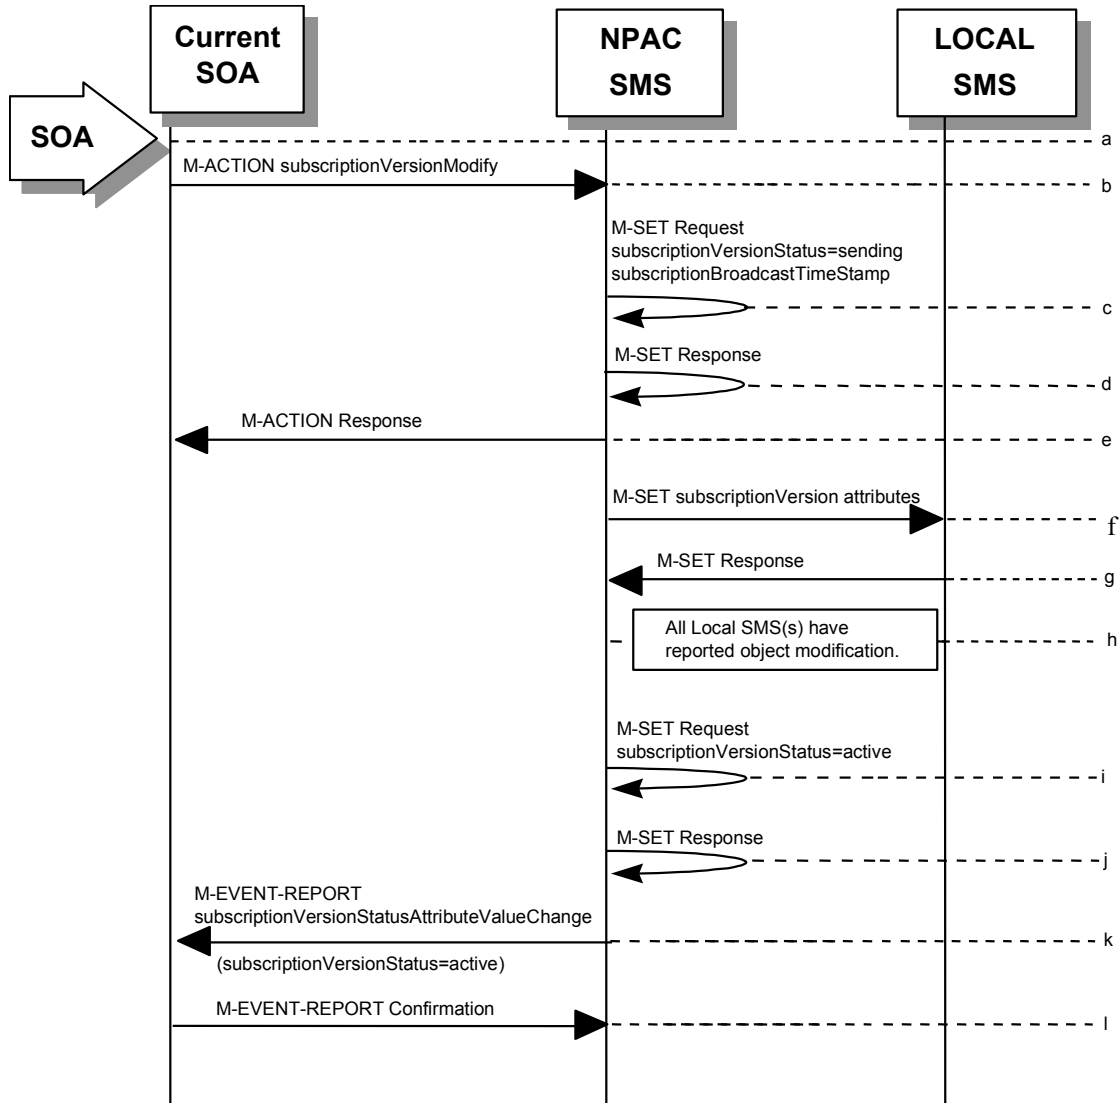 Current
SOA
NPAC
SMS
LOCAL
SMS
SOA
a
M-ACTION subscriptionVersionModify
b
M-SET Request
subscriptionVersionStatus=sending
subscriptionBroadcastTimeStamp
c
M-SET Response
d
M-ACTION Response
e
M-SET subscriptionVersion attributes
f
M-SET Response
g
All Local SMS(s) have
reported object modification.
h
M-SET Request
subscriptionVersionStatus=active
i
M-SET Response
j
M-EVENT-REPORT
subscriptionVersionStatusAttributeValueChange
k
(subscriptionVersionStatus=active)
M-EVENT-REPORT Confirmation
l